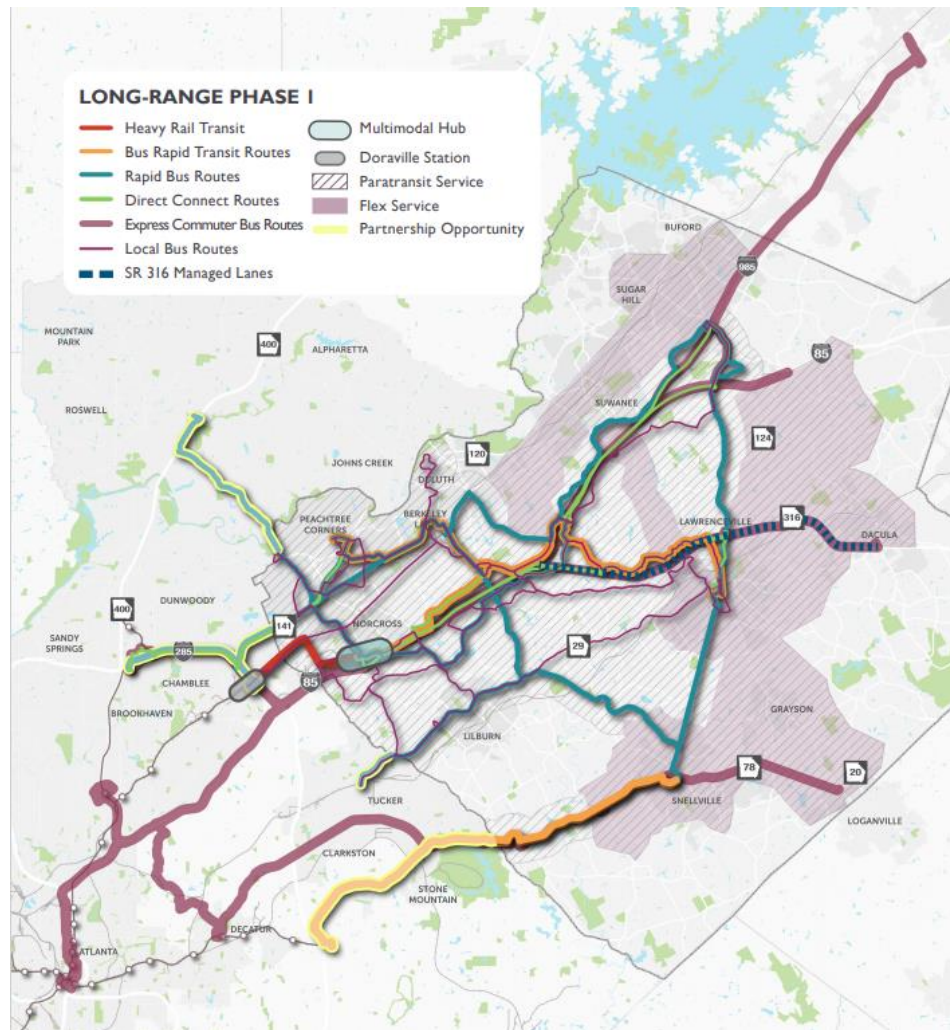 LONG-RANGE PHASE I
Heavy Rail Transit
Bus Rapid Transit Routes
Rapid Bus Routes
Direct Connect Routes
Express Commuter Bus Routes
Local Bus Routes
SR 316 Managed Lanes
Multimodal Hub
Doraville Station
Paratransit Service
Flex Service
Partnership Opportunity
BUFORD
985
SUGAR
HILL
MOUNTAIN
PARK
400
ALPHARETTA
85
ROSWELL
SUWANEE
124
120
JOHNS CREEK
DULUTH
PEACHTREE
CORNERS
BERKELEY
LAWRENCEVILLE
316
DACULA
DUNWOODY
400
141
NORCROSS
SANDY
SPRINGS
285
29
CHAMBLEE
85
BROOKHAVEN
GRAYSON
LILBURN
78
20
TUCKER
SNELLVILLE
LOGANVILLE
CLARKSTON
STONE
MOUNTAIN
DECATUR
ATLANTA